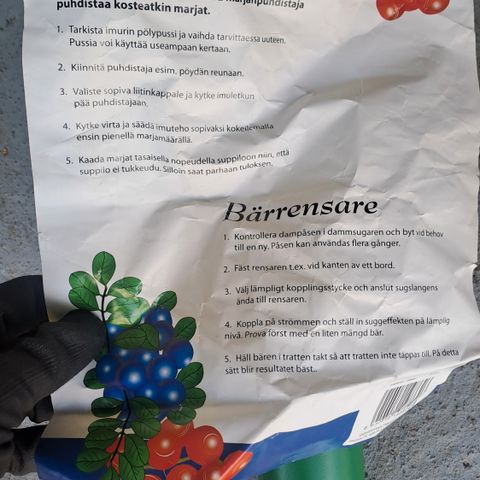 marjanpuhdistaja
puhdistaa kosteatkin marjat.
1. Tarkista imurin pölypussi ja vaihda tarvittaessa uuteen.
Pussia voi käyttää useampaan kertaan.
2. Kiinnitä puhdistaja esim. pöydän reunaan.
3. Valiste sopiva liitinkappale ja kytke imuletkun
pää puhdistajaan.
4. Kytke virta ja säädä imuteho sopivaksi kokeilemalla
ensin pienellä marjamäärällä.
5. Kaada marjat tasaisella nopeudella suppiloon niin, että
suppilo ei tukkeudu. Silloin saat parhaan tuloksen.
Bärrensare
1. Kontrollera dampåsen i dammsugaren och byt vid behov
till en ny. Påsen kan användas flera gånger.
2. Fäst rensaren t.ex. vid kanten av ett bord.
3. Välj lämpligt kopplingsstycke och anslut sugslangens
ända till rensaren.
4. Koppla på strömmen och ställ in suggeffekten på lämplig
nivå. Prova först med en liten mängd bär.
5. Häll bären i tratten takt så att tratten inte täppas till. På detta
sätt blir resultatet bäst..